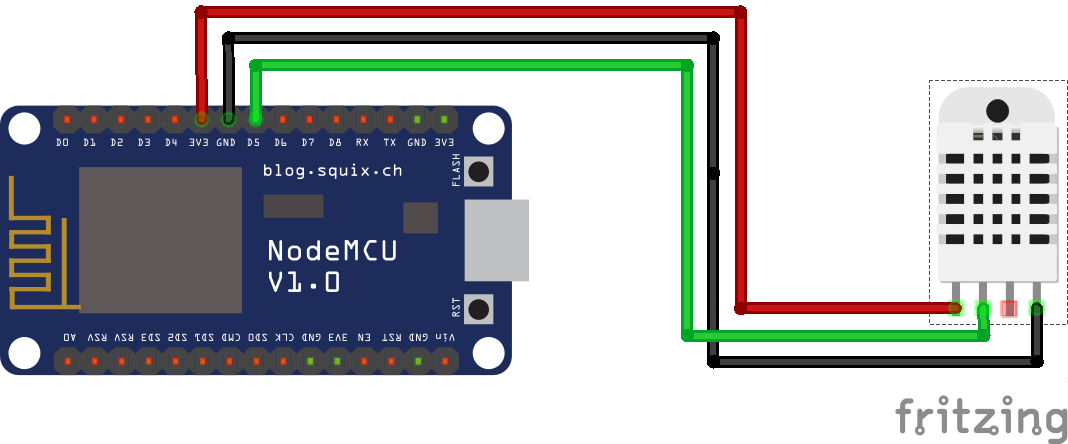 D0 D1 D2 D3 D4 3V3 GND D5 D6 D7 D8 RX TX GND 3V3
blog.squix.ch
FLASH
NodeMCU
V1.0
RST
A0 RSV RSV SD3 SD2 SD1 CMD SD0 CLK GND 3V3 EN RST GND Vin
fritzing